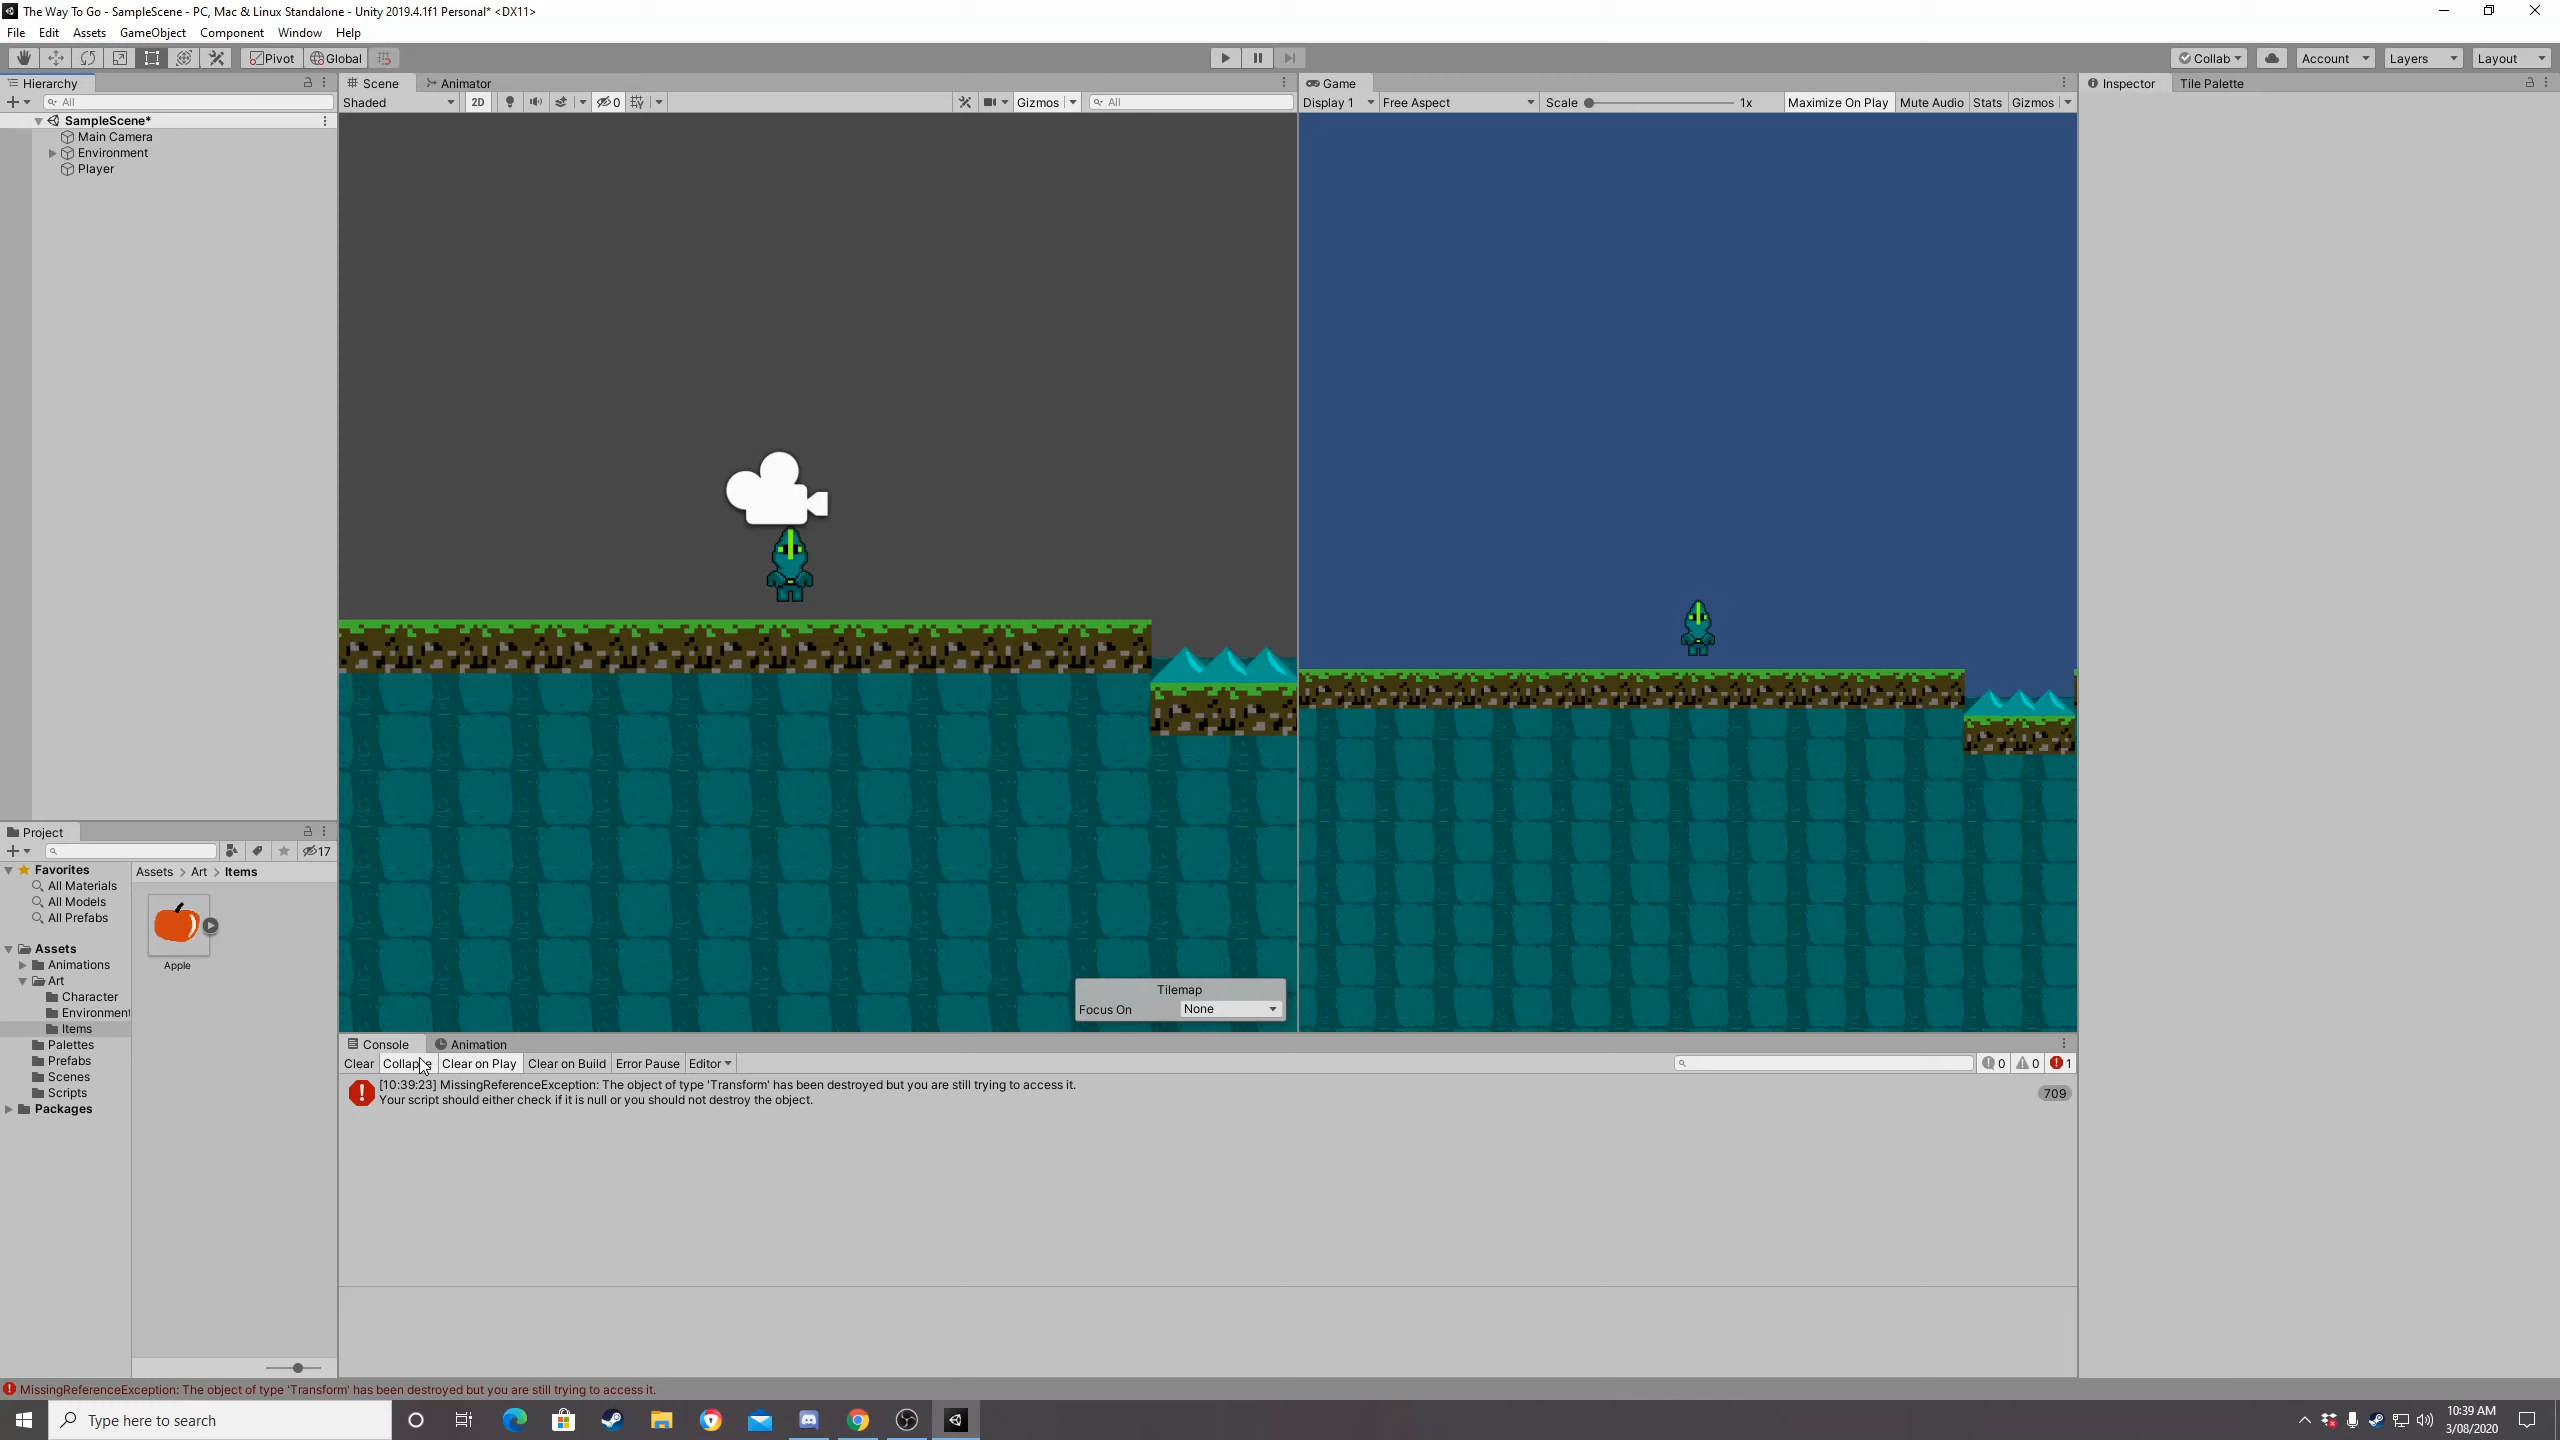 The Way To Go - SampleScene - PC, Mac & Linux Standalone - Unity 2019.4.1f1 Personal* <DX11>
File Edit Assets GameObject Component Window Help
Pivot Global Collab Account Layers Layout
Hierarchy Scene Animator Game Inspector Tile Palette
All Shaded 2D 0 Gizmos All Display 1 Free Aspect Scale 1x Maximize On Play Mute Audio Stats Gizmos
SampleScene*
Main Camera
Environment
Player
Tilemap
Focus On None
Project
17
Favorites
All Materials
All Models
All Prefabs
Assets
Animations
Art
Character
Environment
Items
Palettes
Prefabs
Scenes
Scripts
Packages
Assets > Art > Items
Apple
Console Animation
Clear Collapse Clear on Play Clear on Build Error Pause Editor 0 0 1
[10:39:23] MissingReferenceException: The object of type 'Transform' has been destroyed but you are still trying to access it.
Your script should either check if it is null or you should not destroy the object.
709
MissingReferenceException: The object of type 'Transform' has been destroyed but you are still trying to access it.
Type here to search
10:39 AM
3/08/2020